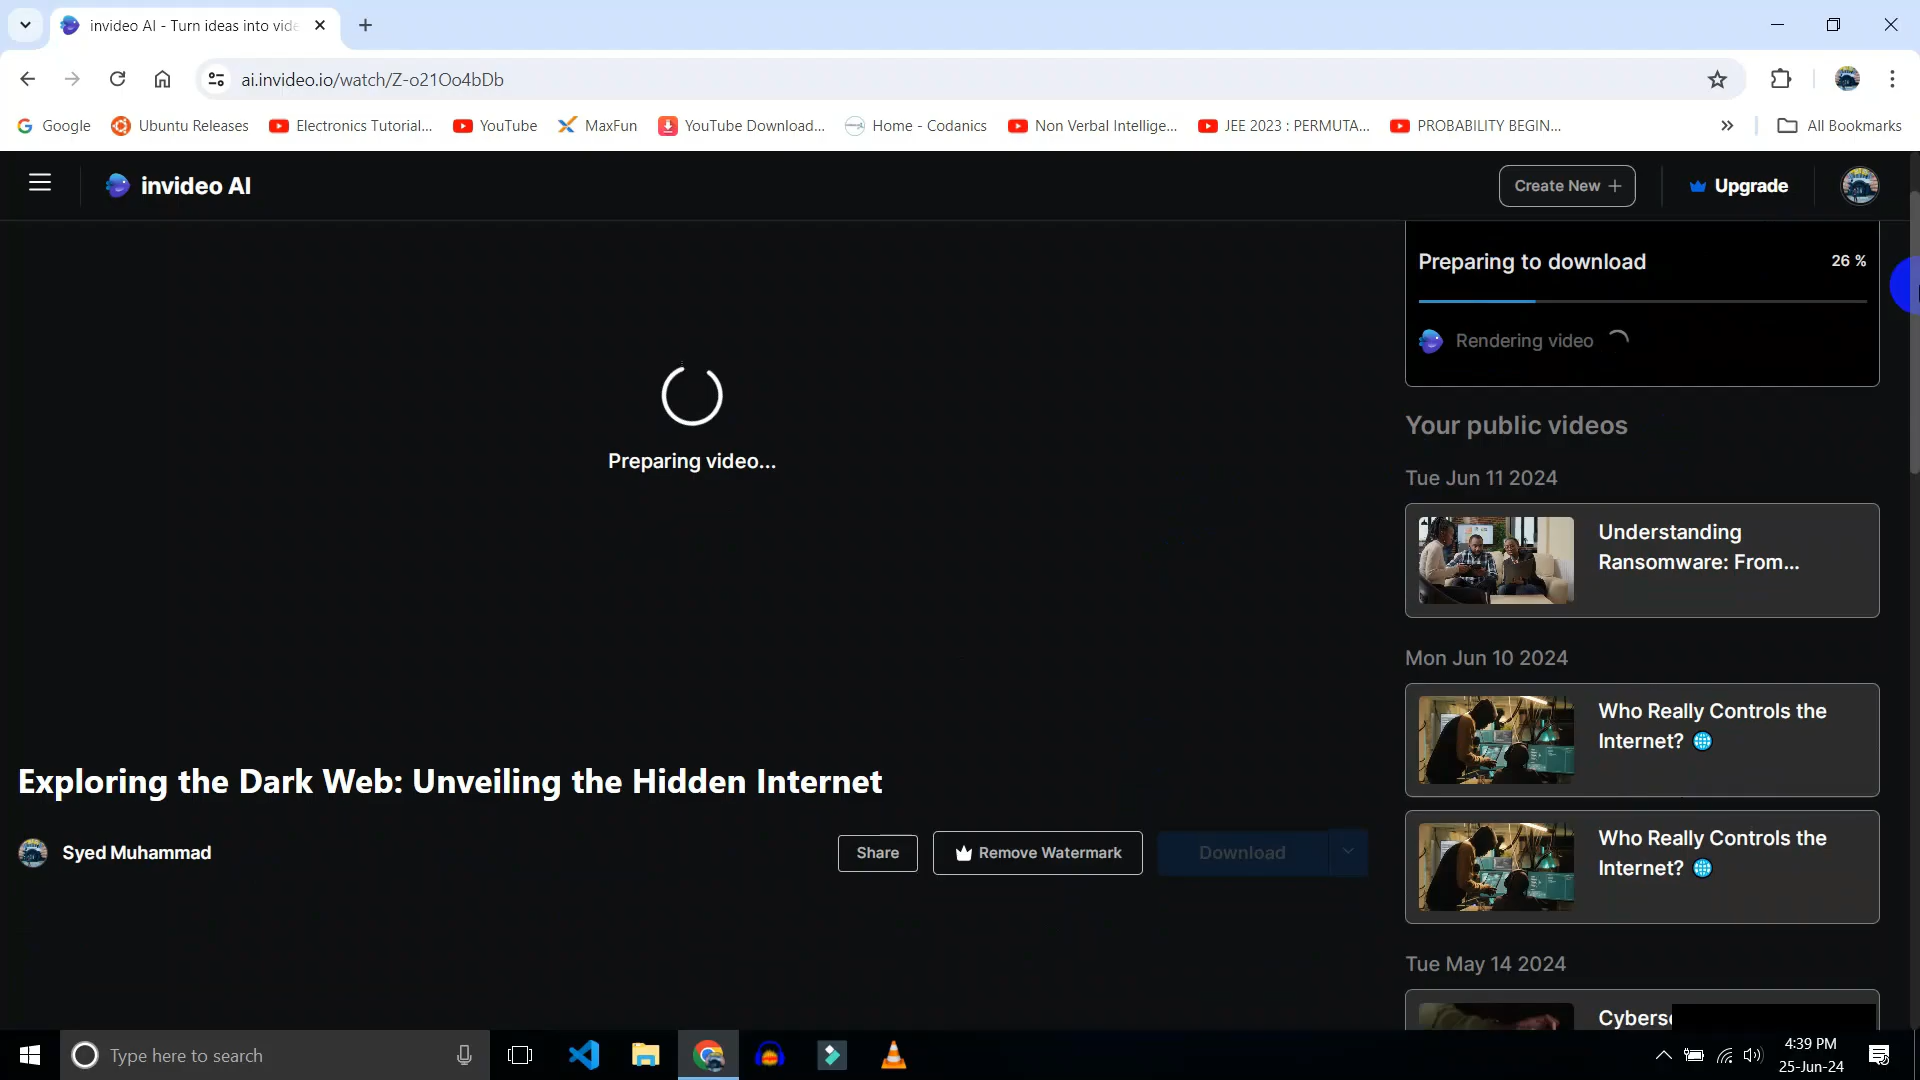 invideo AI - Turn ideas into vide
ai.invideo.io/watch/Z-o21Oo4bDb
Google
Ubuntu Releases
Electronics Tutorial...
YouTube
MaxFun
YouTube Download...
Home - Codanics
Non Verbal Intellige...
JEE 2023 : PERMUTA...
PROBABILITY BEGIN...
All Bookmarks
invideo AI
Create New
Upgrade
Preparing to download
26 %
Rendering video
Preparing video...
Your public videos
Tue Jun 11 2024
Understanding
Ransomware: From...
Mon Jun 10 2024
Who Really Controls the
Internet? 🌐
Who Really Controls the
Internet? 🌐
Tue May 14 2024
Exploring the Dark Web: Unveiling the Hidden Internet
Syed Muhammad
Share
Remove Watermark
Download
Type here to search
4:39 PM
25-Jun-24